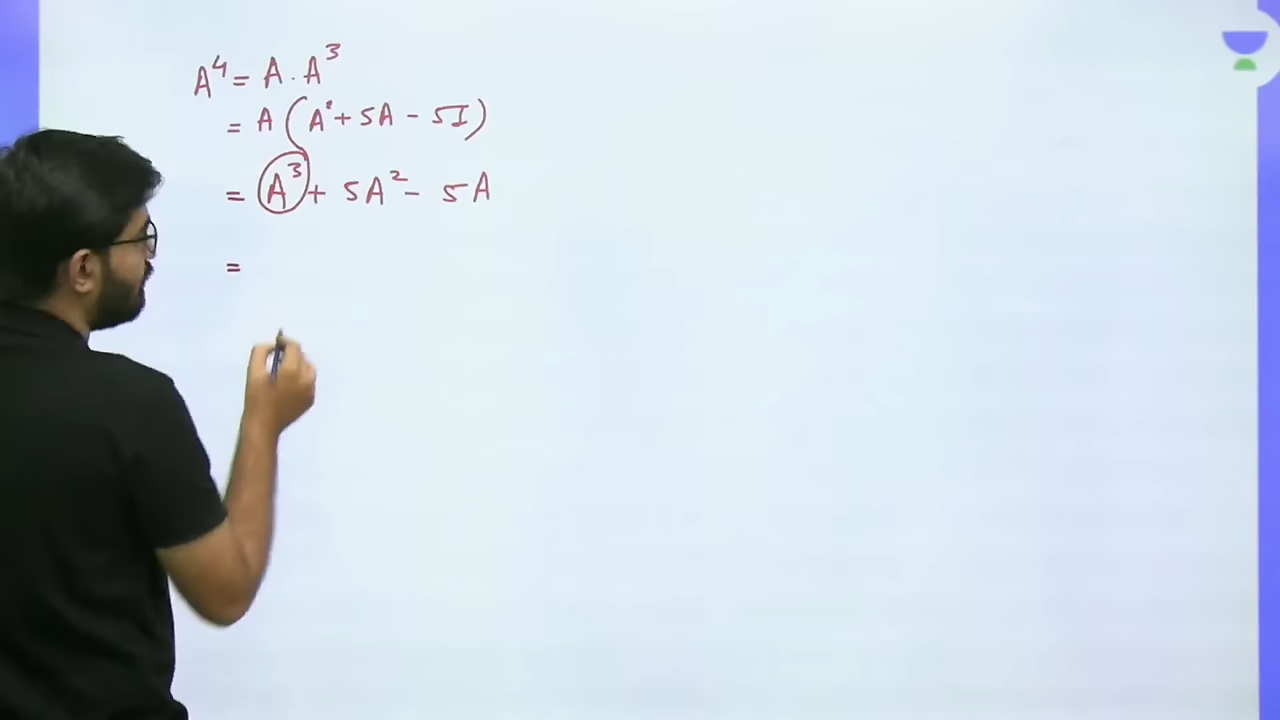 A⁴ = A . A³
= A (A² + 5A - 5I)
= A³ + 5A² - 5A
=